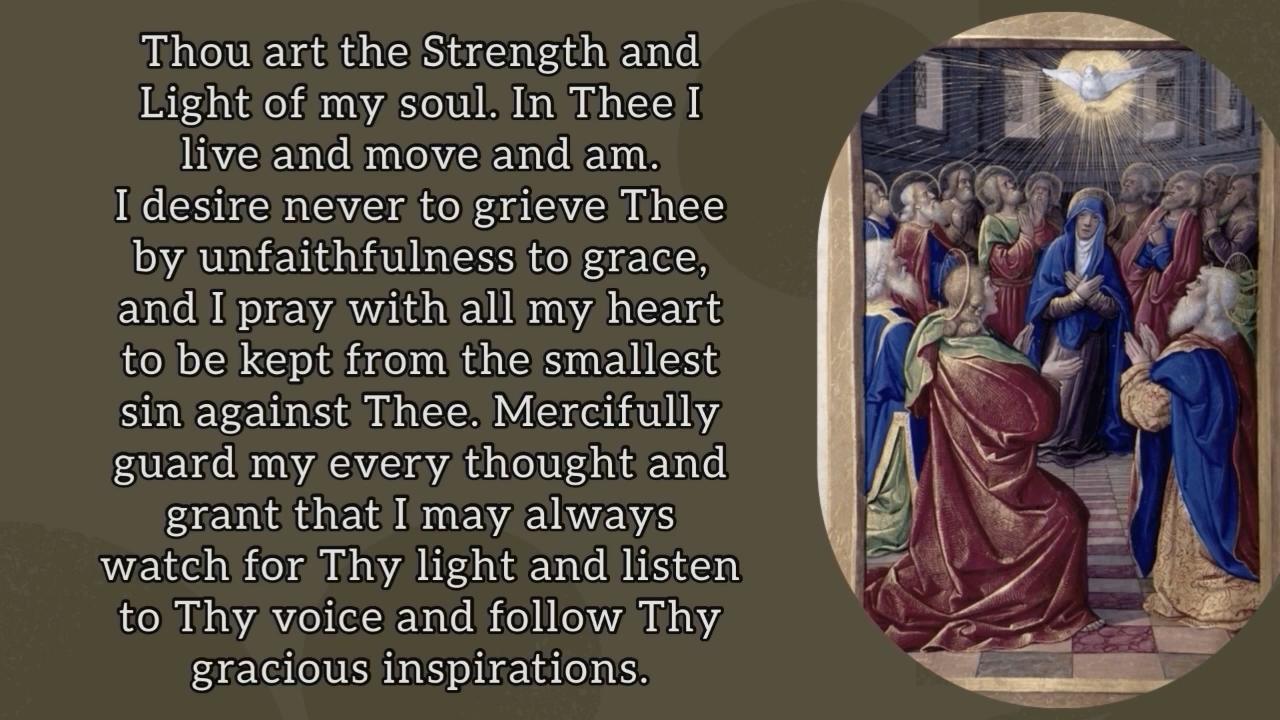 Thou art the Strength and
Light of my soul. In Thee I
live and move and am.
I desire never to grieve Thee
by unfaithfulness to grace,
and I pray with all my heart
to be kept from the smallest
sin against Thee. Mercifully
guard my every thought and
grant that I may always
watch for Thy light and listen
to Thy voice and follow Thy
gracious inspirations.